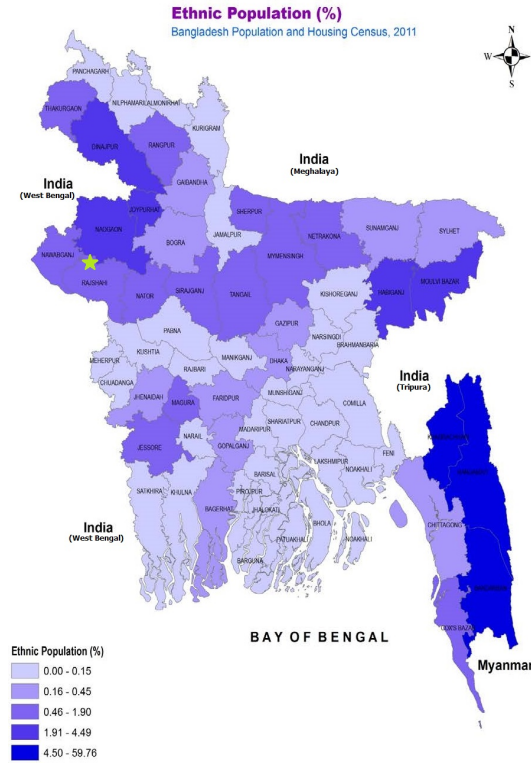 Ethnic Population (%)
Bangladesh Population and Housing Census, 2011
N
W
S
PANCHAGARH
THAKURGAON
NILPHAMARI
LALMONIRHAT
KURIGRAM
DINAJPUR
RANGPUR
India
(Meghalaya)
GAIBANDHA
India
(West Bengal)
JOYPURHAT
SHERPUR
NAOGAON
NETRAKONA
SUNAMGANJ
SYLHET
JAMALPUR
BOGRA
NAWABGANJ
MYMENSINGH
RAJSHAHI
NATOR
SIRAJGANJ
TANGAIL
KISHOREGANJ
HABIGANJ
MOULVI BAZAR
PABNA
GAZIPUR
NARSINGDI
BRAHMANBARIA
KUSHTIA
MEHERPUR
MANIKGANJ
DHAKA
RAJBARI
NARAYANGANJ
CHUADANGA
India
(Tripura)
JHENAIDAH
MAGURA
FARIDPUR
MUNSHIGANJ
COMILLA
SHARIATPUR
CHANDPUR
MADARIPUR
NARAIL
JESSORE
GOPALGANJ
FENI
LAKSHMIPUR
NOAKHALI
BARISAL
SATKHIRA
KHULNA
PIROJPUR
BAGERHAT
JHALOKATI
BHOLA
CHITTAGONG
India
(West Bengal)
PATUAKHALI
NOAKHALI
BARGUNA
COX'S BAZAR
BAY OF BENGAL
Myanmar
Ethnic Population (%)
0.00 - 0.15
0.16 - 0.45
0.46 - 1.90
1.91 - 4.49
4.50 - 59.76